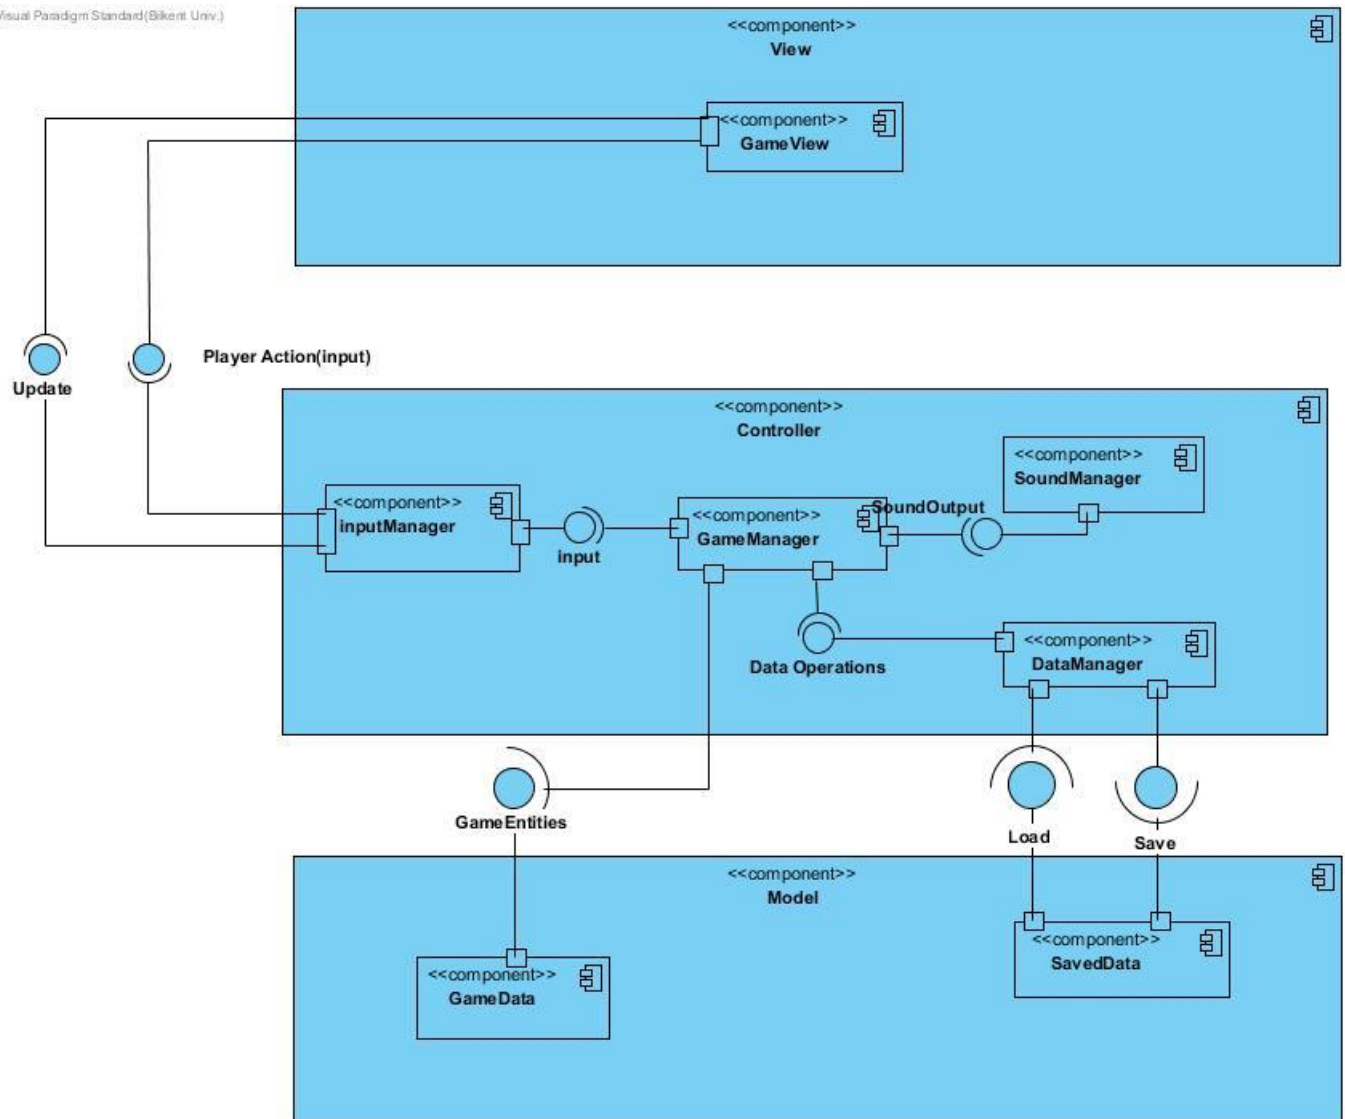 Visual Paradigm Standard(Bilkent Univ.)
<<component>>
View
<<component>>
GameView
Update
Player Action(input)
<<component>>
Controller
<<component>>
SoundManager
<<component>>
inputManager
input
<<component>>
GameManager
SoundOutput
Data Operations
<<component>>
DataManager
GameEntities
Load
Save
<<component>>
Model
<<component>>
GameData
<<component>>
SavedData